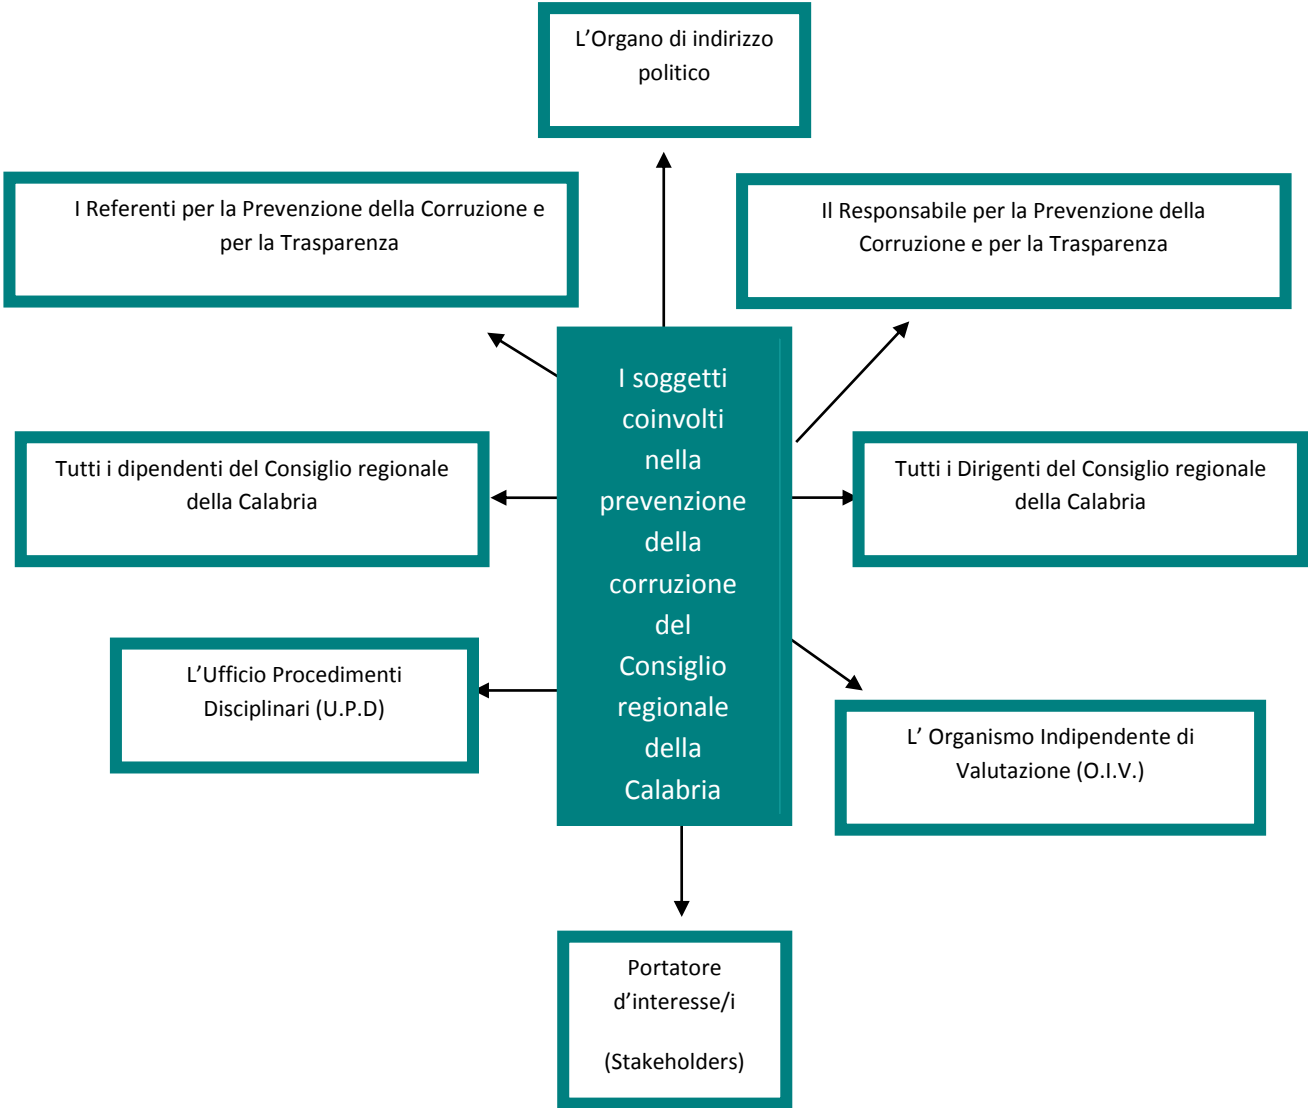 L’Organo di indirizzo
politico
I Referenti per la Prevenzione della Corruzione e
per la Trasparenza
Il Responsabile per la Prevenzione della
Corruzione e per la Trasparenza
I soggetti
coinvolti
nella
prevenzione
della
corruzione
del
Consiglio
regionale
della
Calabria
Tutti i dipendenti del Consiglio regionale
della Calabria
Tutti i Dirigenti del Consiglio regionale
della Calabria
L’Ufficio Procedimenti
Disciplinari (U.P.D)
L’ Organismo Indipendente di
Valutazione (O.I.V.)
Portatore
d’interesse/i
(Stakeholders)